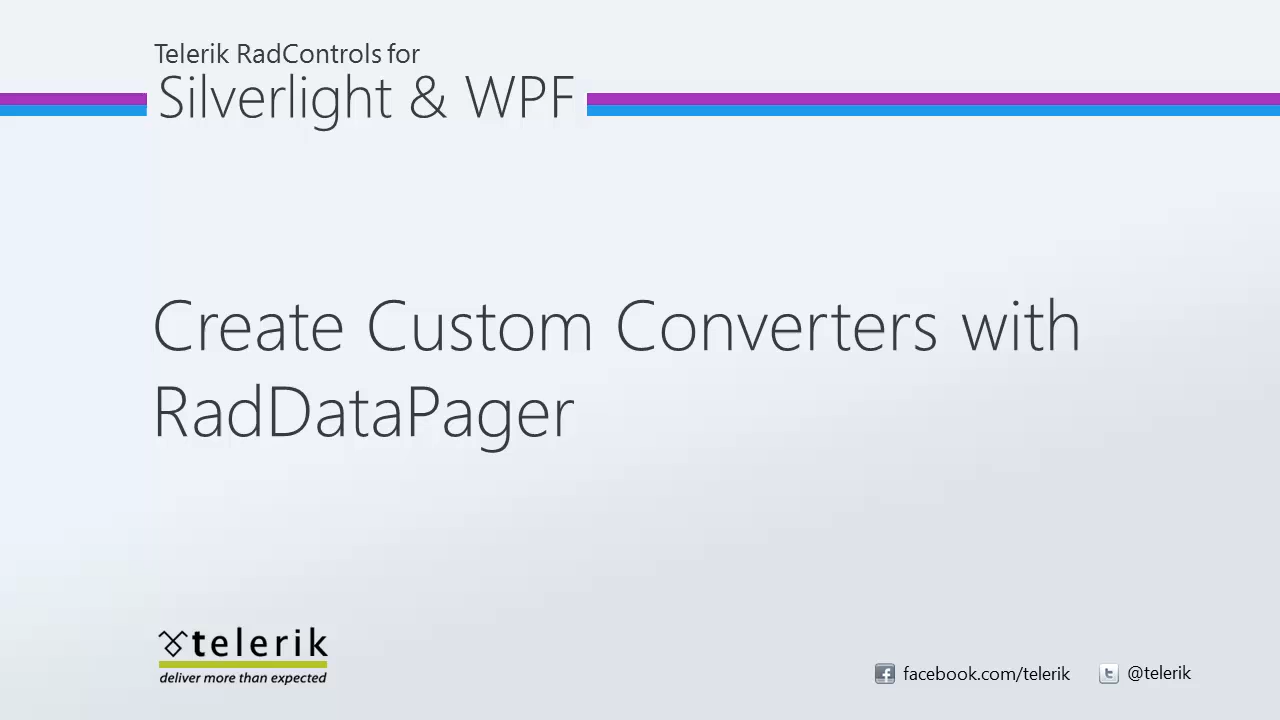 Telerik RadControls for
Silverlight & WPF
Create Custom Converters with
RadDataPager
telerik
deliver more than expected
facebook.com/telerik
@telerik